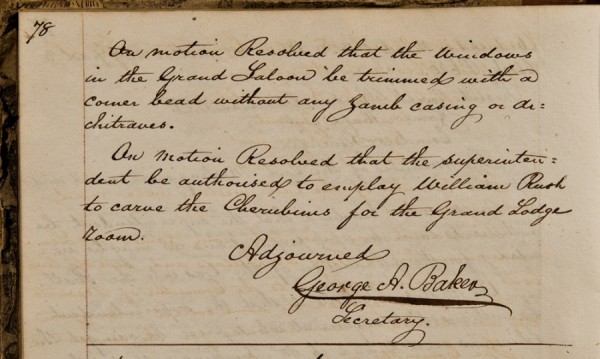 78
On motion Resolved that the Windows
in the Grand Saloon be trimmed with a
corner bead without any Jamb casing or ar=
chitraves.
On motion Resolved that the superinten=
dent be authorised to employ William Rush
to carve the Cherubims for the Grand Lodge
room.
Adjourned
George A. Baker
Secretary.